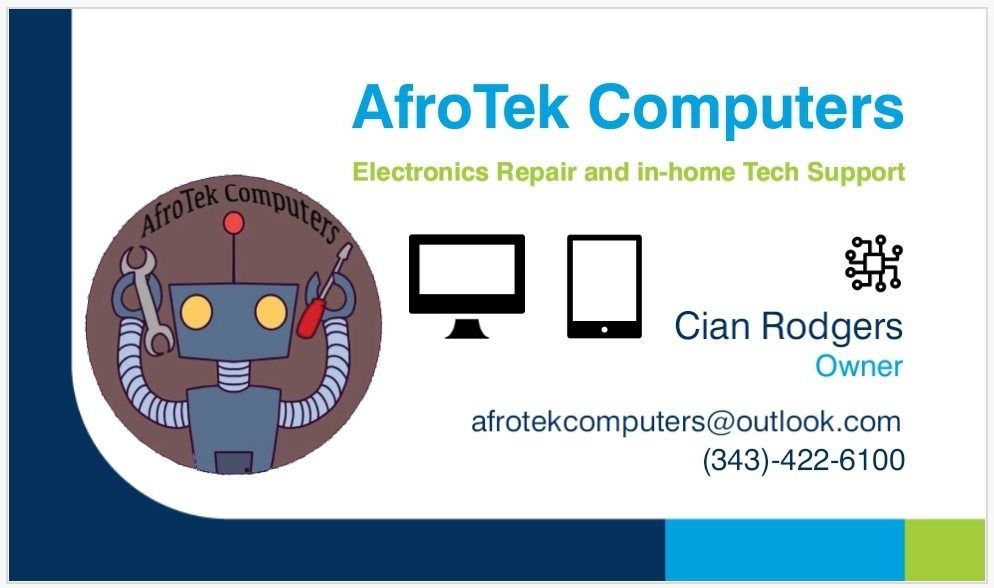 AfroTek Computers
Electronics Repair and in-home Tech Support
AfroTek Computers
Cian Rodgers
Owner
afrotekcomputers@outlook.com
(343)-422-6100